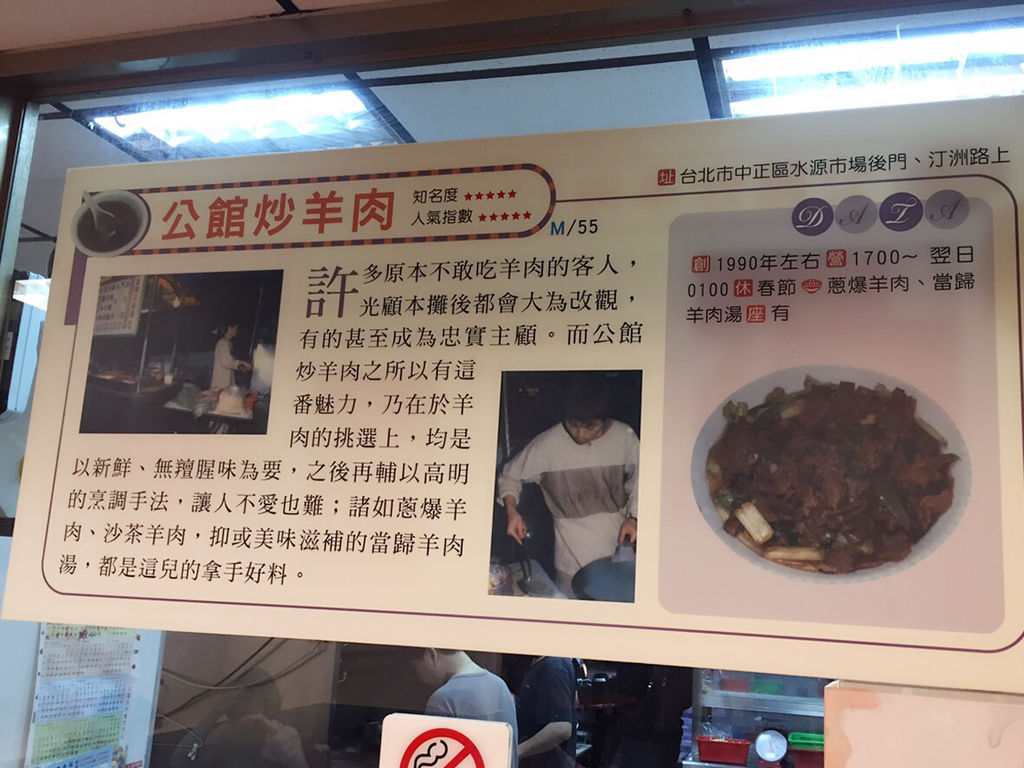 址 台北市中正區水源市場後門、汀洲路上
公館炒羊肉
知名度 ★★★★★
人氣指數 ★★★★★
M/55
許多原本不敢吃羊肉的客人，
光顧本攤後都會大為改觀，
有的甚至成為忠實主顧。而公館
炒羊肉之所以有這
番魅力，乃在於羊
肉的挑選上，均是
以新鮮、無羶腥味為要，之後再輔以高明
的烹調手法，讓人不愛也難；諸如蔥爆羊
肉、沙茶羊肉，抑或美味滋補的當歸羊肉
湯，都是這兒的拿手好料。
DATA
創 1990年左右 營 1700~ 翌日
0100 休 春節 蔥爆羊肉、當歸
羊肉湯 座 有